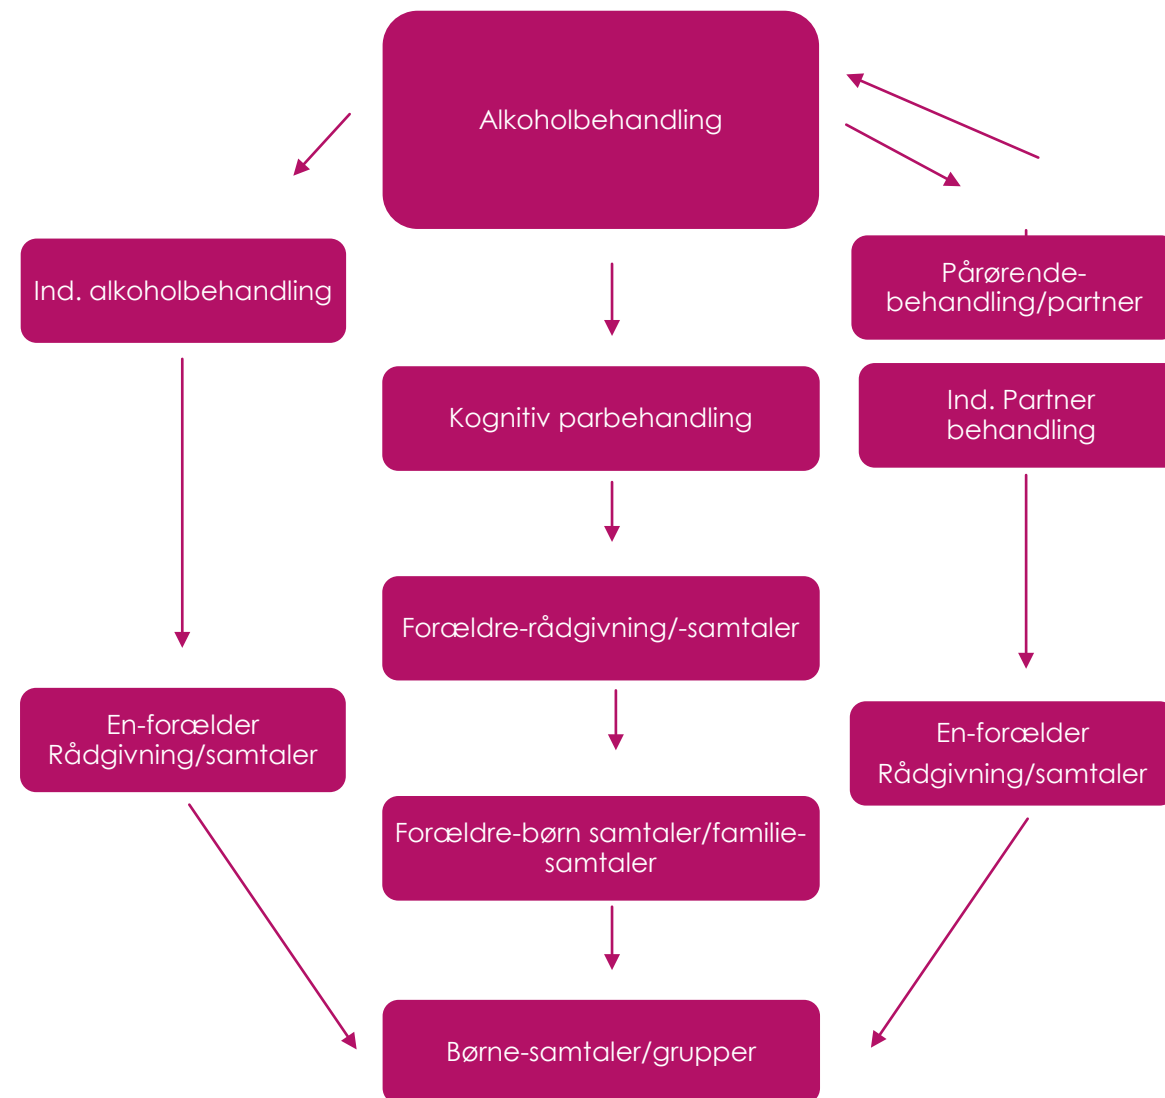 Alkoholbehandling
Ind. alkoholbehandling
Pårørende-
behandling/partner
Kognitiv parbehandling
Ind. Partner
behandling
Forældre-rådgivning/-samtaler
En-forælder
Rådgivning/samtaler
En-forælder
Rådgivning/samtaler
Forældre-børn samtaler/familie-
samtaler
Børne-samtaler/grupper